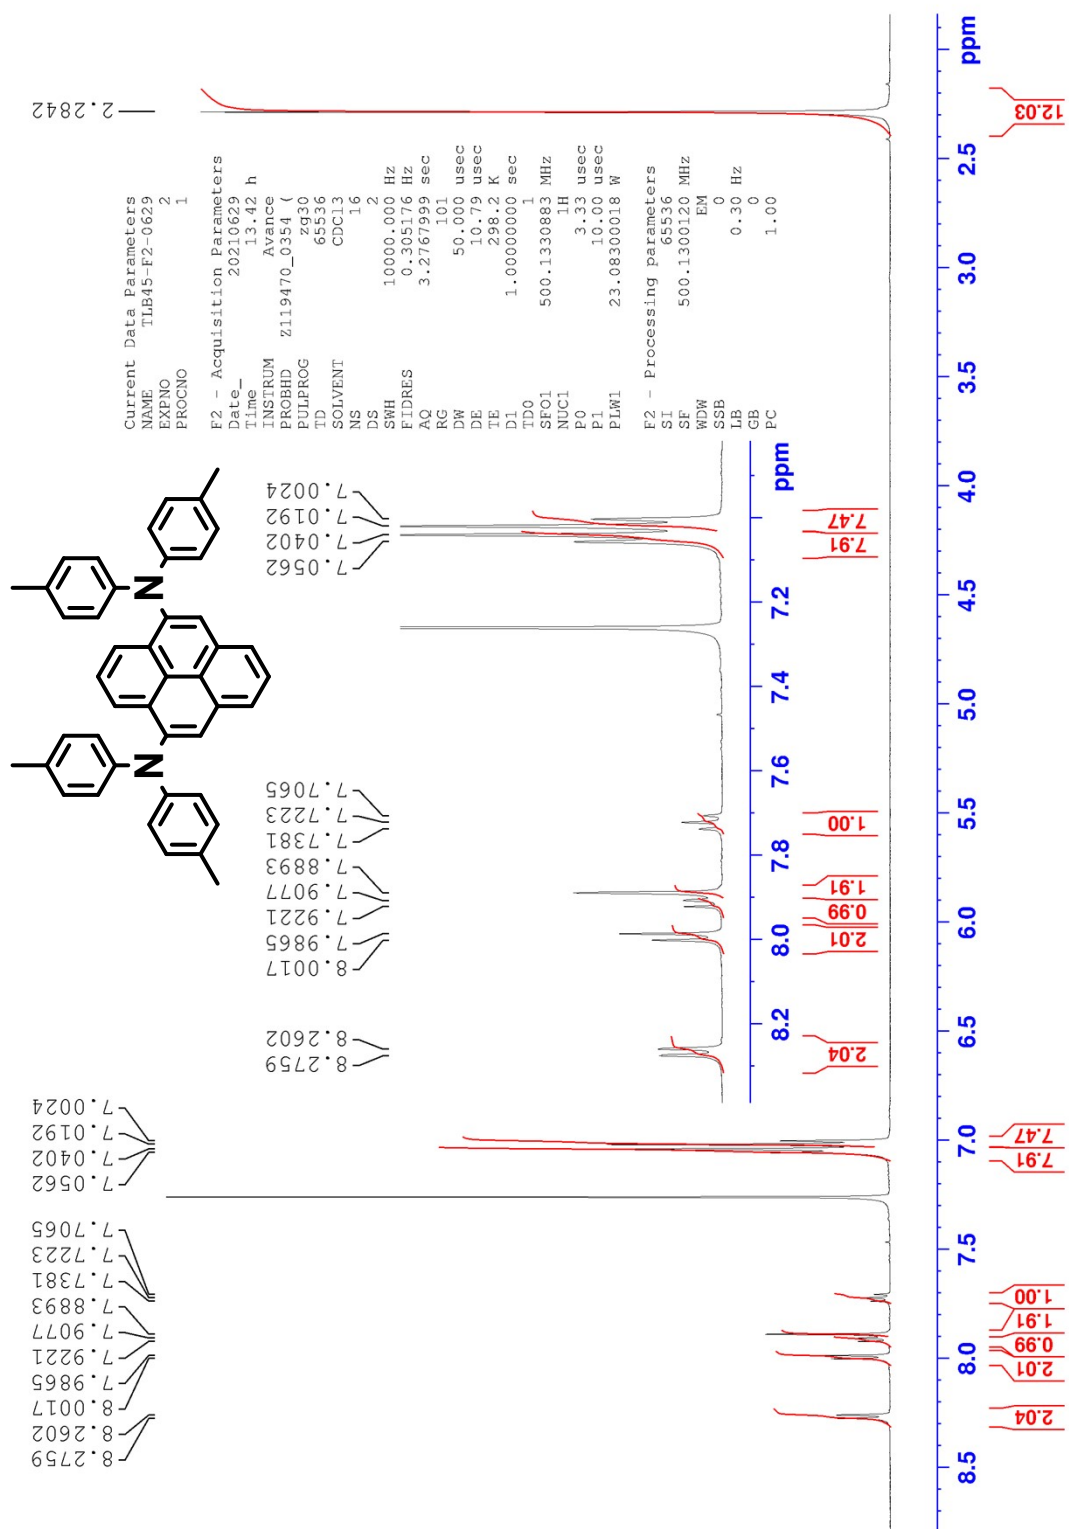 8.2759
8.2602
8.0017
7.9865
7.9221
7.9077
7.8893
7.7381
7.7223
7.7065
7.0562
7.0402
7.0192
7.0024
2.2842
N
N
8.2759
8.2602
8.0017
7.9865
7.9221
7.9077
7.8893
7.7381
7.7223
7.7065
7.0562
7.0402
7.0192
7.0024
8.2 8.0 7.8 7.6 7.4 7.2 ppm
2.04
2.01
0.99
1.91
1.00
7.91
7.47
Current Data Parameters
NAME TLB45-F2-0629
EXPNO 2
PROCNO 1
F2 - Acquisition Parameters
Date_ 20210629
Time 13.42 h
INSTRUM Avance
PROBHD Z119470_0354 (
PULPROG zg30
TD 65536
SOLVENT CDCl3
NS 16
DS 2
SWH 10000.000 Hz
FIDRES 0.305176 Hz
AQ 3.2767999 sec
RG 101
DW 50.000 usec
DE 10.79 usec
TE 298.2 K
D1 1.00000000 sec
TD0 1
SFO1 500.1330883 MHz
NUC1 1H
P0 3.33 usec
P1 10.00 usec
PLW1 23.08300018 W
F2 - Processing parameters
SI 65536
SF 500.1300120 MHz
WDW EM
SSB 0
LB 0.30 Hz
GB 0
PC 1.00
8.5 8.0 7.5 7.0 6.5 6.0 5.5 5.0 4.5 4.0 3.5 3.0 2.5 ppm
2.04
2.01
0.99
1.91
1.00
7.91
7.47
12.03